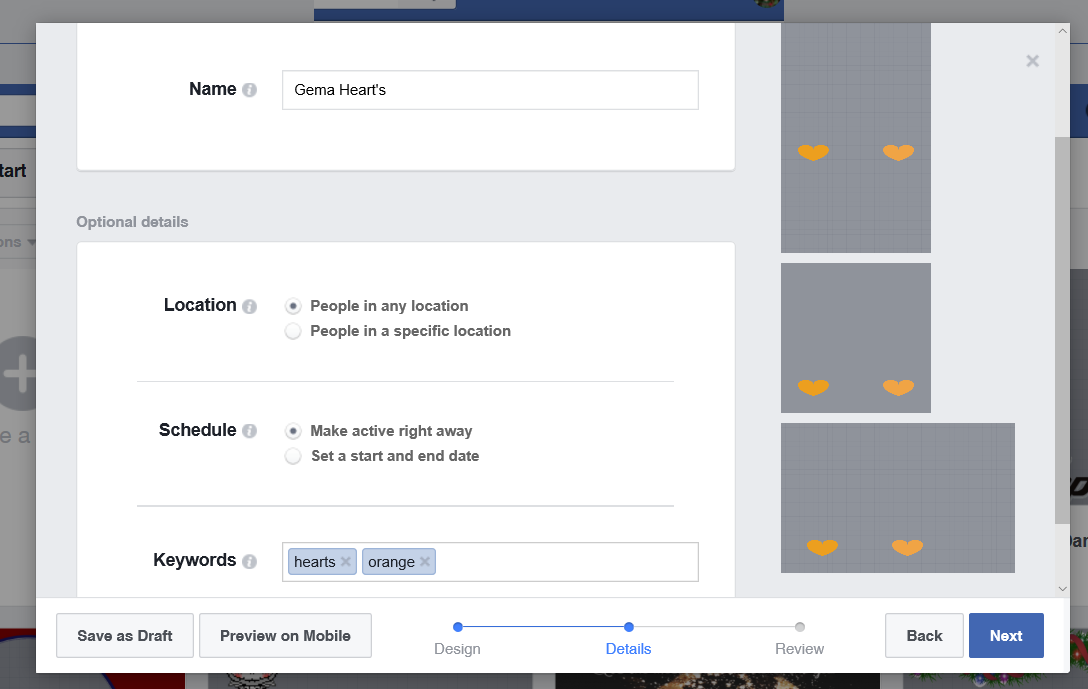 Name
Gema Heart's
tart
Optional details
ons
Location
People in any location
People in a specific location
Schedule
Make active right away
Set a start and end date
e a
Keywords
hearts
orange
Dar
Save as Draft
Preview on Mobile
Design
Details
Review
Back
Next